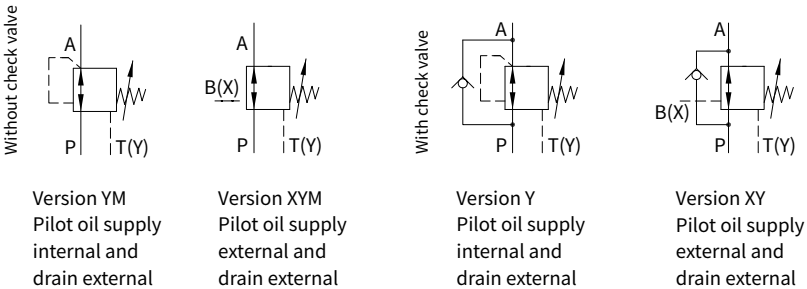 Without check valve
A
P
T(Y)
A
B(X)
P
T(Y)
With check valve
A
P
T(Y)
A
B(X)
P
T(Y)
Version YM
Pilot oil supply
internal and
drain external
Version XYM
Pilot oil supply
external and
drain external
Version Y
Pilot oil supply
internal and
drain external
Version XY
Pilot oil supply
external and
drain external